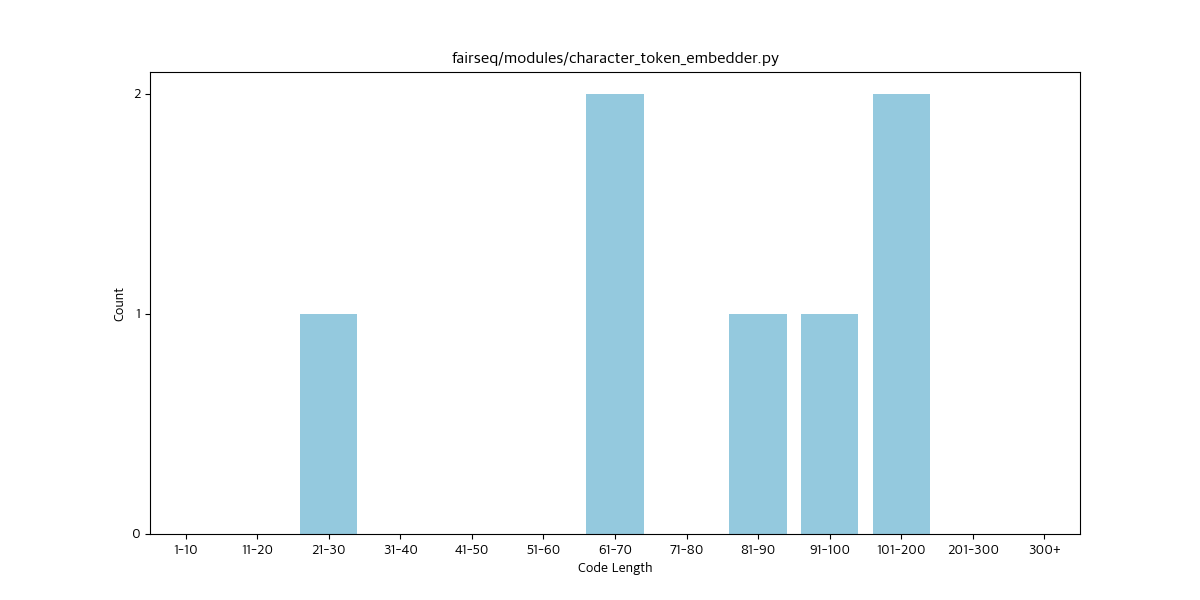 fairseq/modules/character_token_embedder.py
2
1
0
Count
1-10 11-20 21-30 31-40 41-50 51-60 61-70 71-80 81-90 91-100 101-200 201-300 300+
Code Length